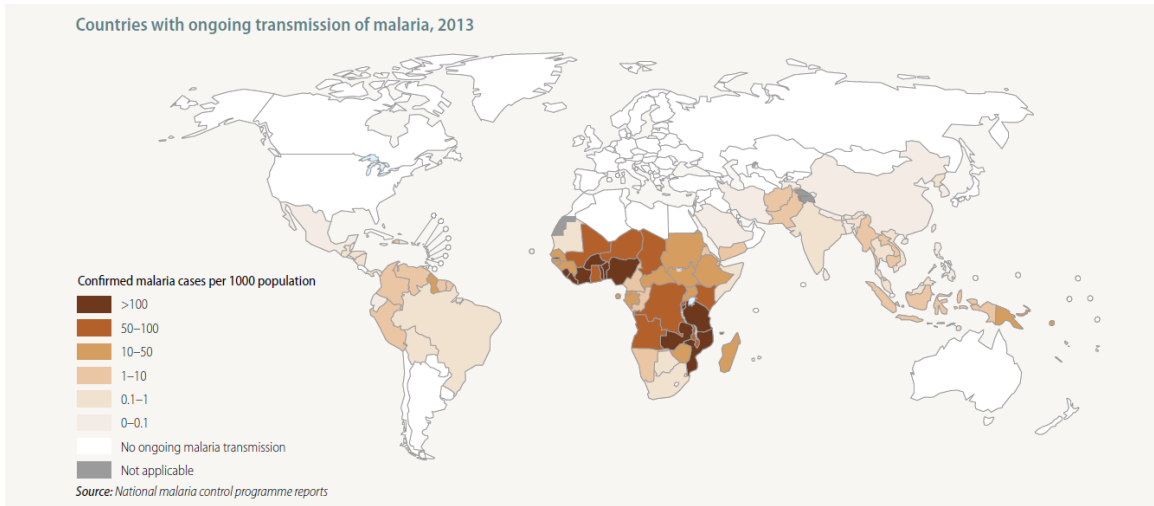 Countries with ongoing transmission of malaria, 2013
Confirmed malaria cases per 1000 population
>100
50–100
10–50
1–10
0.1–1
0–0.1
No ongoing malaria transmission
Not applicable
Source: National malaria control programme reports